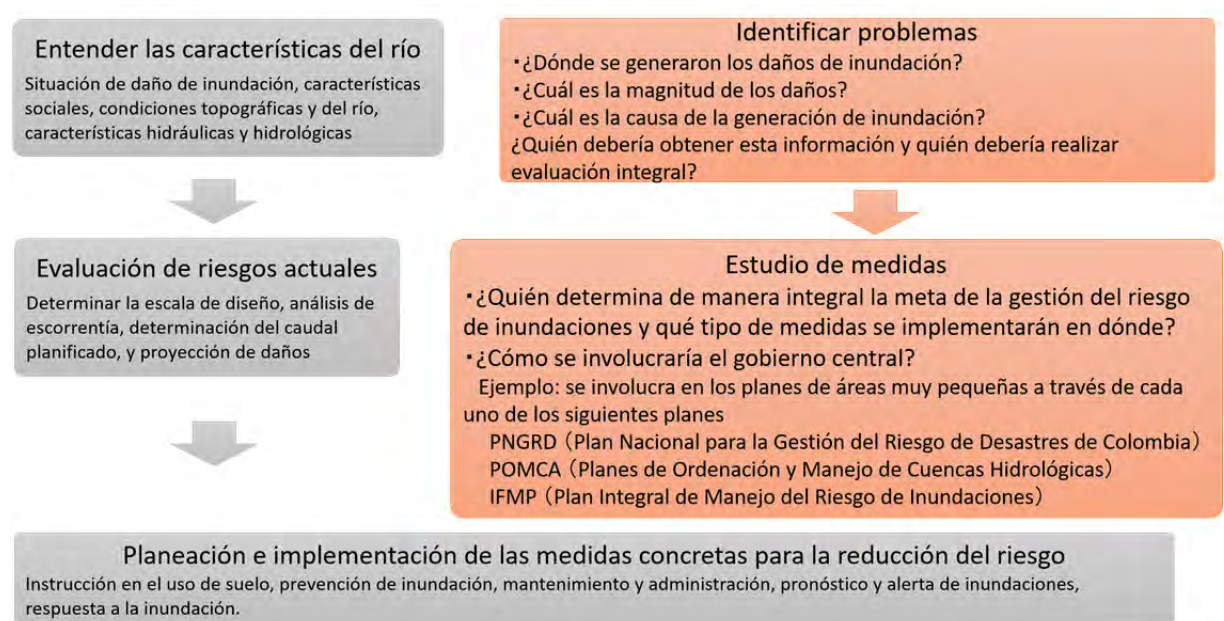 Entender las características del río
Situación de daño de inundación, características
sociales, condiciones topográficas y del río,
características hidráulicas y hidrológicas
Identificar problemas
・¿Dónde se generaron los daños de inundación?
・¿Cuál es la magnitud de los daños?
・¿Cuál es la causa de la generación de inundación?
¿Quién debería obtener esta información y quién debería realizar
evaluación integral?
Evaluación de riesgos actuales
Determinar la escala de diseño, análisis de
escorrentía, determinación del caudal
planificado, y proyección de daños
Estudio de medidas
・¿Quién determina de manera integral la meta de la gestión del riesgo
de inundaciones y qué tipo de medidas se implementarán en dónde?
・¿Cómo se involucraría el gobierno central?
Ejemplo: se involucra en los planes de áreas muy pequeñas a través de cada
uno de los siguientes planes
PNGRD（Plan Nacional para la Gestión del Riesgo de Desastres de Colombia）
POMCA（Planes de Ordenación y Manejo de Cuencas Hidrológicas）
IFMP（Plan Integral de Manejo del Riesgo de Inundaciones）
Planeación e implementación de las medidas concretas para la reducción del riesgo
Instrucción en el uso de suelo, prevención de inundación, mantenimiento y administración, pronóstico y alerta de inundaciones,
respuesta a la inundación.